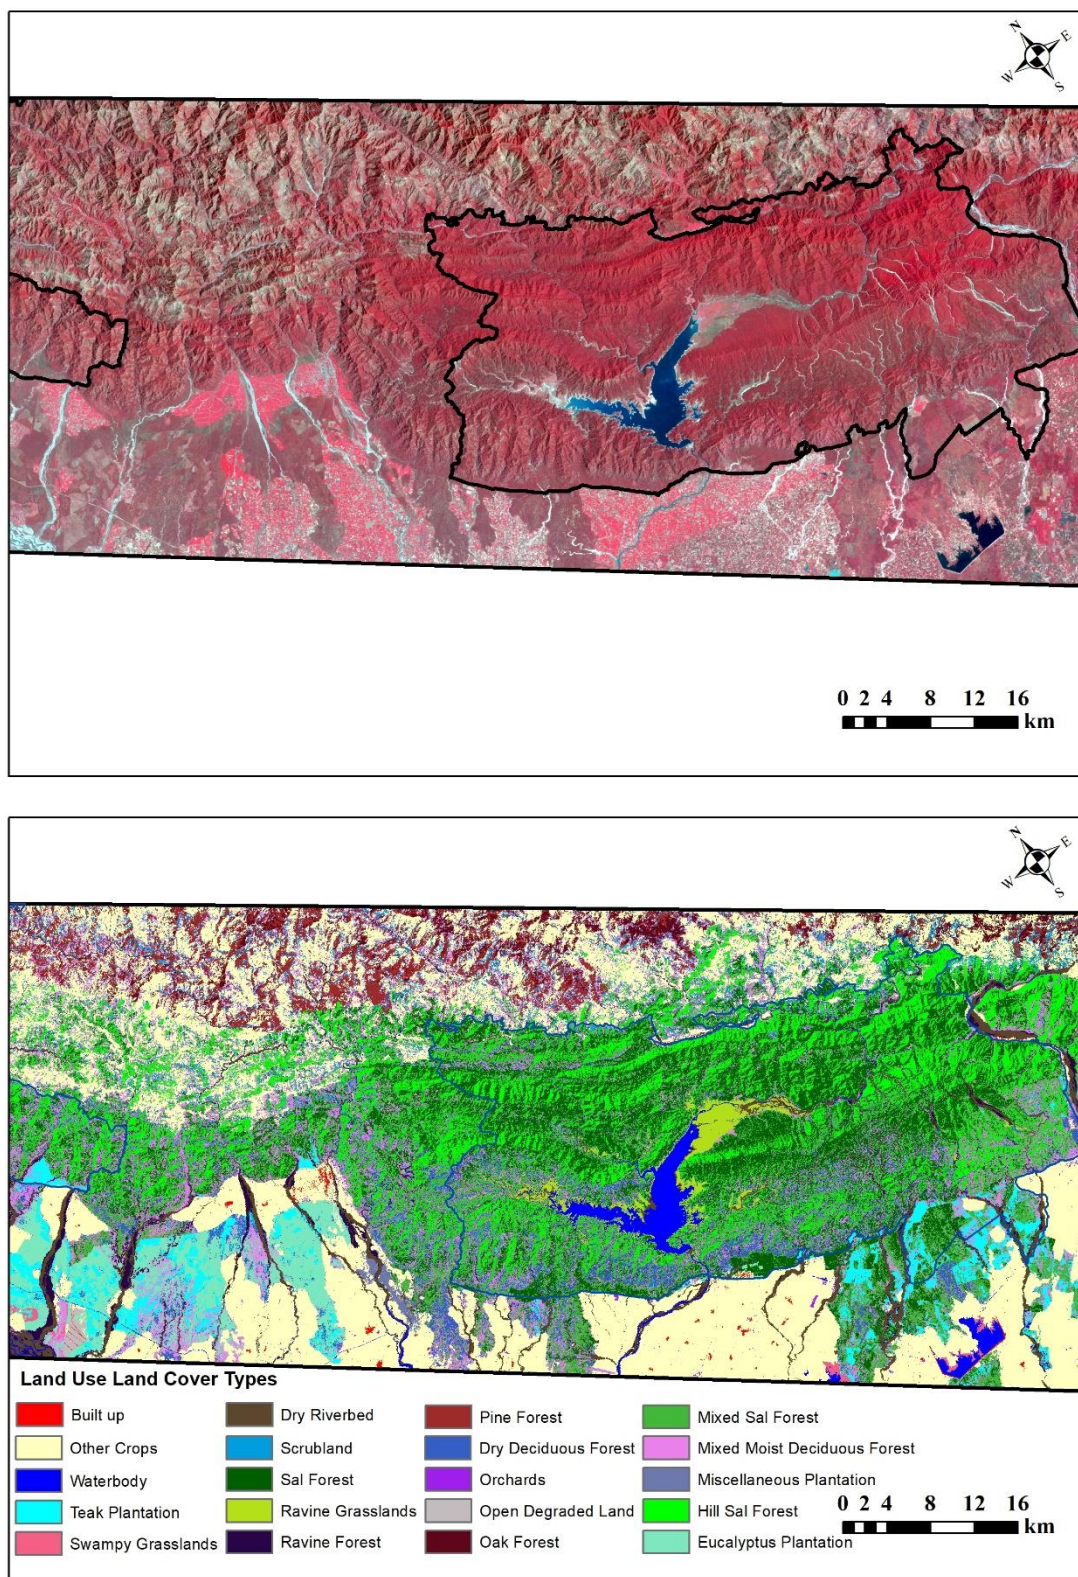 N
E
W
S
0 2 4 8 12 16
km
N
E
W
S
Land Use Land Cover Types
Built up
Dry Riverbed
Pine Forest
Mixed Sal Forest
Other Crops
Scrubland
Dry Deciduous Forest
Mixed Moist Deciduous Forest
Waterbody
Sal Forest
Orchards
Miscellaneous Plantation
Teak Plantation
Ravine Grasslands
Open Degraded Land
Hill Sal Forest
Swampy Grasslands
Ravine Forest
Oak Forest
Eucalyptus Plantation
0 2 4 8 12 16
km